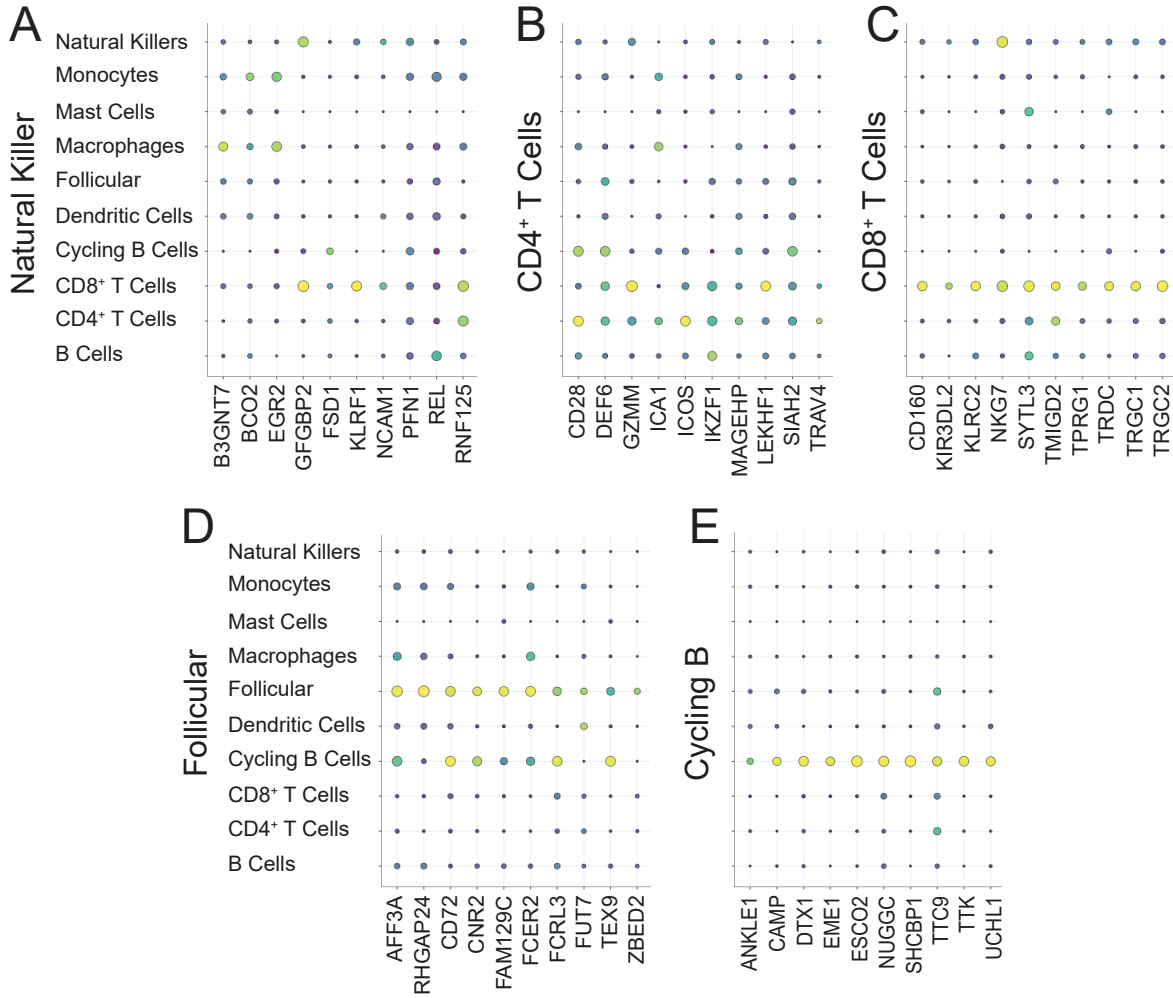 A
B
C
Natural Killer
Natural Killers
Monocytes
Mast Cells
Macrophages
Follicular
Dendritic Cells
Cycling B Cells
CD8⁺ T Cells
CD4⁺ T Cells
B Cells
B3GNT7
BCO2
EGR2
GFGBP2
FSD1
KLRF1
NCAM1
PFN1
REL
RNF125
CD4⁺ T Cells
CD28
DEF6
GZMM
ICA1
ICOS
IKZF1
MAGEHP
LEKHF1
SIAH2
TRAV4
CD8⁺ T Cells
CD160
KIR3DL2
KLRC2
NKG7
SYTL3
TMIGD2
TPRG1
TRDC
TRGC1
TRGC2
D
E
Follicular
Natural Killers
Monocytes
Mast Cells
Macrophages
Follicular
Dendritic Cells
Cycling B Cells
CD8⁺ T Cells
CD4⁺ T Cells
B Cells
AFF3A
RHGAP24
CD72
CNR2
FAM129C
FCER2
FCRL3
FUT7
TEX9
ZBED2
Cycling B
ANKLE1
CAMP
DTX1
EME1
ESCO2
NUGGC
SHCBP1
TTC9
TTK
UCHL1